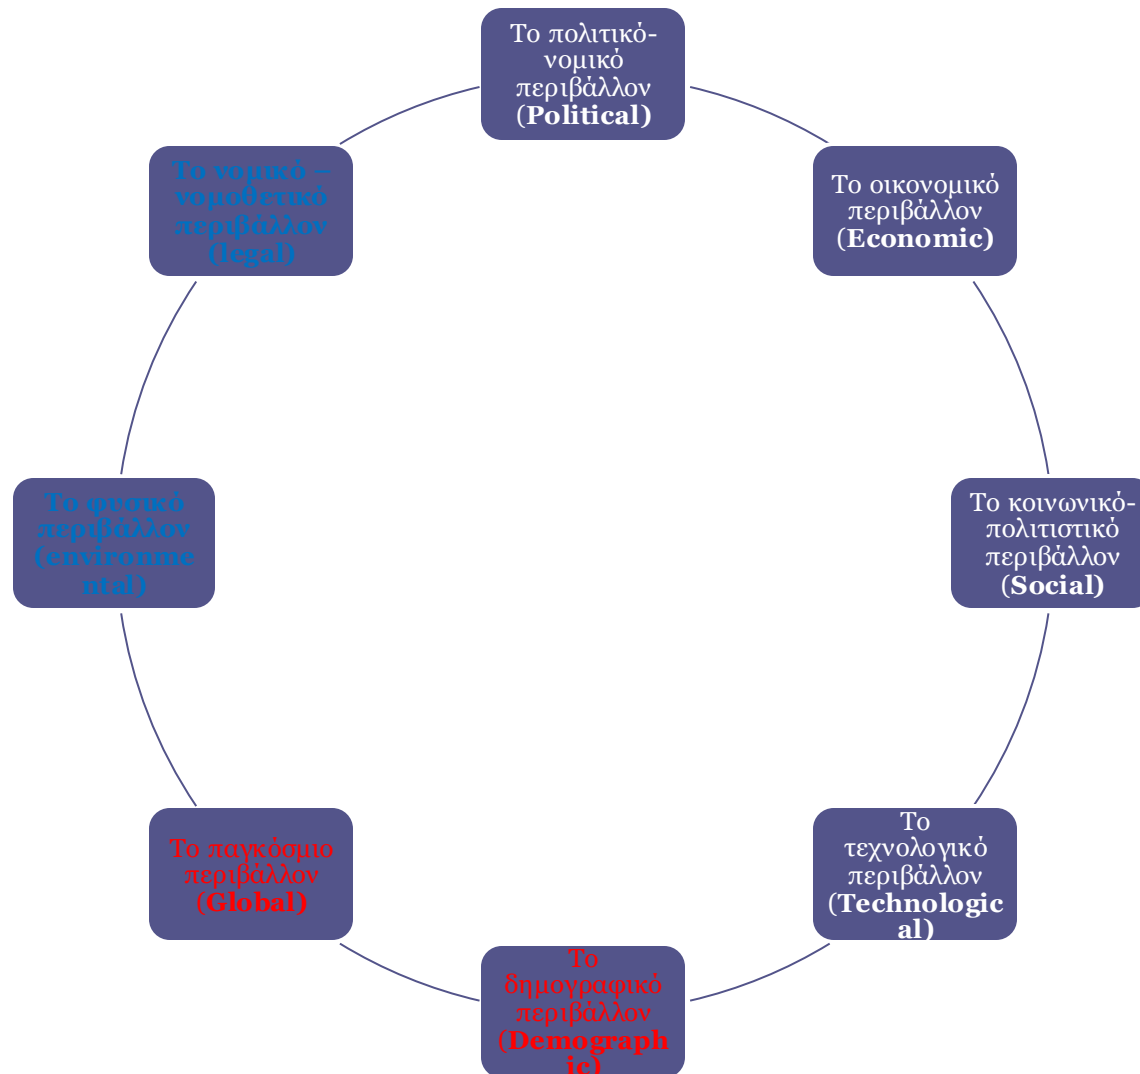 Το πολιτικό-
νομικό
περιβάλλον
(Political)
Το οικονομικό
περιβάλλον
(Economic)
Το κοινωνικό-
πολιτιστικό
περιβάλλον
(Social)
Το
τεχνολογικό
περιβάλλον
(Technologic
al)
Το
δημογραφικό
περιβάλλον
(Demograph
ic)
Το παγκόσμιο
περιβάλλον
(Global)
Το φυσικό
περιβάλλον
(environme
ntal)
Το νομικό –
νομοθετικό
περιβάλλον
(legal)